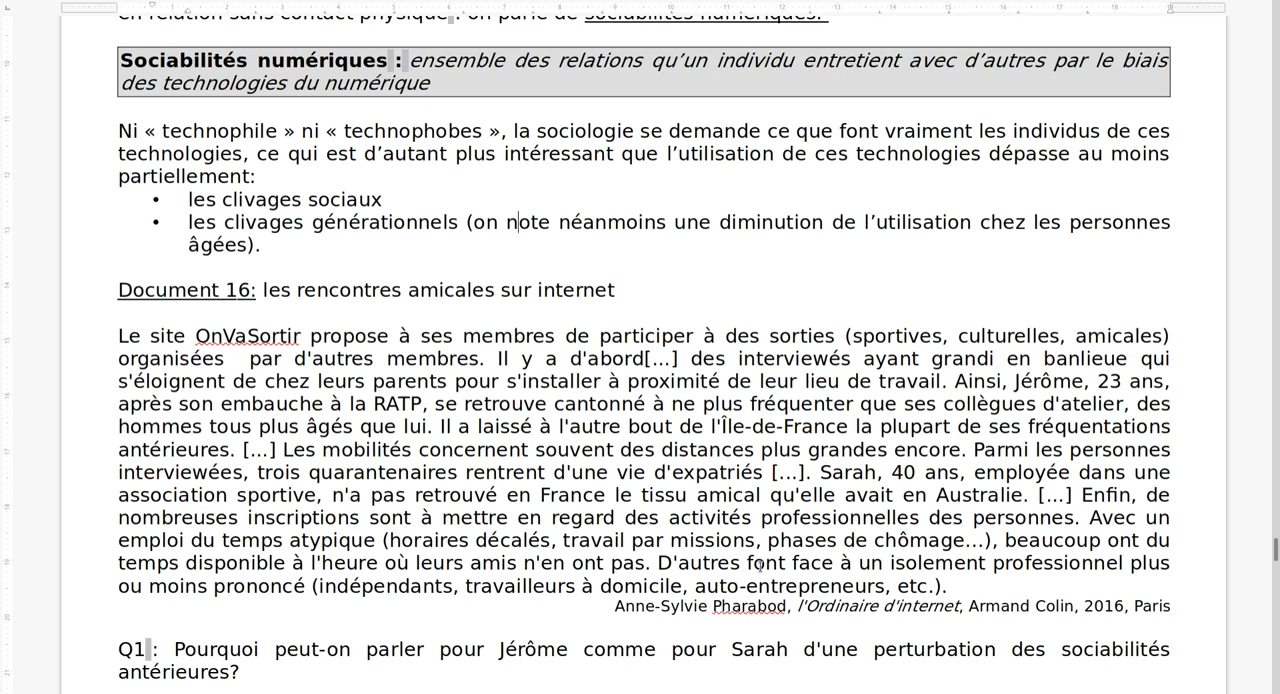 en relation sans contact physique : on parle de sociabilités numériques.
Sociabilités numériques : ensemble des relations qu’un individu entretient avec d’autres par le biais
des technologies du numérique
Ni « technophile » ni « technophobes », la sociologie se demande ce que font vraiment les individus de ces
technologies, ce qui est d’autant plus intéressant que l’utilisation de ces technologies dépasse au moins
partiellement:
• les clivages sociaux
• les clivages générationnels (on note néanmoins une diminution de l’utilisation chez les personnes
âgées).
Document 16: les rencontres amicales sur internet
Le site OnVaSortir propose à ses membres de participer à des sorties (sportives, culturelles, amicales)
organisées  par d'autres membres. Il y a d'abord[...] des interviewés ayant grandi en banlieue qui
s'éloignent de chez leurs parents pour s'installer à proximité de leur lieu de travail. Ainsi, Jérôme, 23 ans,
après son embauche à la RATP, se retrouve cantonné à ne plus fréquenter que ses collègues d'atelier, des
hommes tous plus âgés que lui. Il a laissé à l'autre bout de l'Île-de-France la plupart de ses fréquentations
antérieures. [...] Les mobilités concernent souvent des distances plus grandes encore. Parmi les personnes
interviewées, trois quarantenaires rentrent d'une vie d'expatriés [...]. Sarah, 40 ans, employée dans une
association sportive, n'a pas retrouvé en France le tissu amical qu'elle avait en Australie. [...] Enfin, de
nombreuses inscriptions sont à mettre en regard des activités professionnelles des personnes. Avec un
emploi du temps atypique (horaires décalés, travail par missions, phases de chômage...), beaucoup ont du
temps disponible à l'heure où leurs amis n'en ont pas. D'autres font face à un isolement professionnel plus
ou moins prononcé (indépendants, travailleurs à domicile, auto-entrepreneurs, etc.).
Anne-Sylvie Pharabod, l'Ordinaire d'internet, Armand Colin, 2016, Paris
Q1 : Pourquoi peut-on parler pour Jérôme comme pour Sarah d'une perturbation des sociabilités
antérieures?